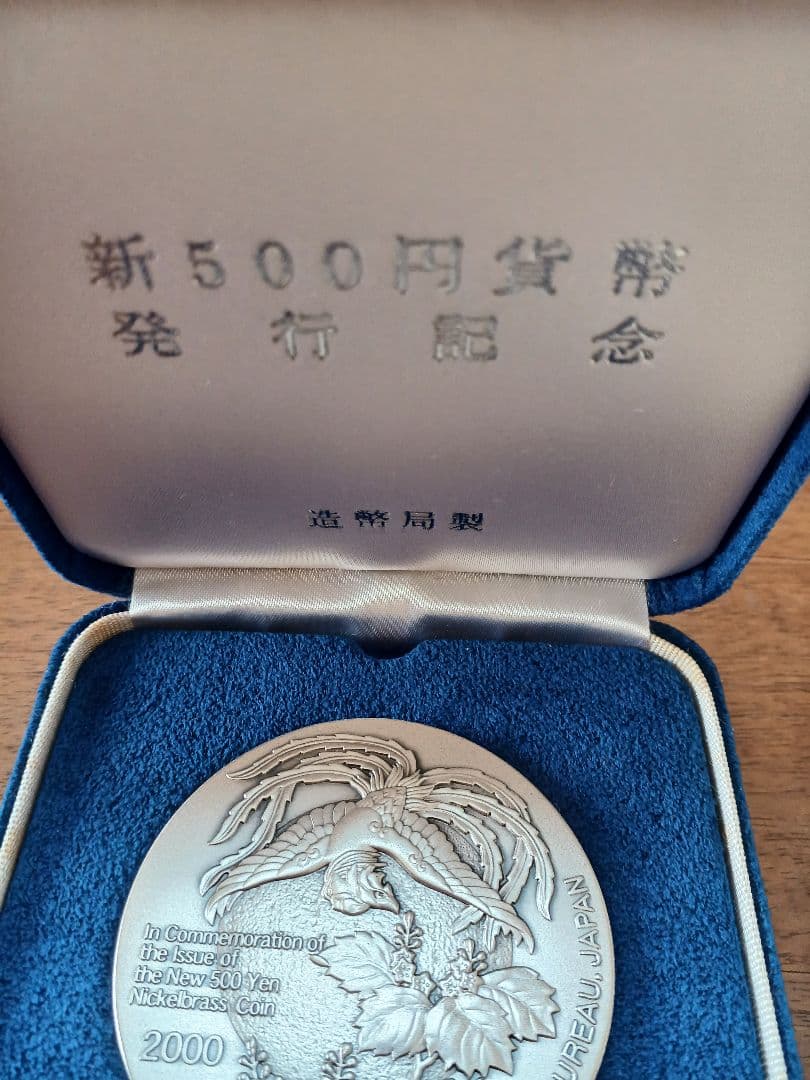 新500円貨幣
発行記念
造幣局製
In Commemoration of
the Issue of
the New 500 Yen
Nickelbrass Coin
2000
UREAU, JAPAN